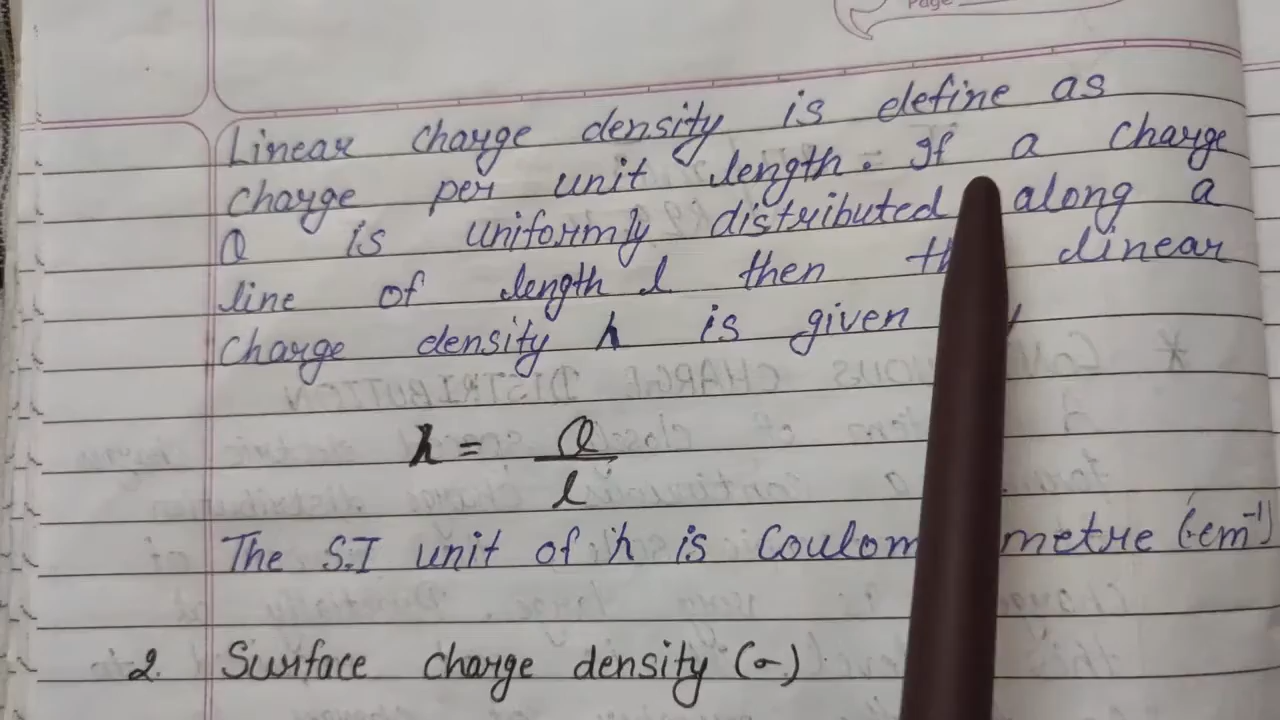 Page
Linear charge density is define as
charge per unit length. If a charge
Q is uniformly distributed along a
line of length l then th linear
charge density λ is given
λ = Q
l
The S.I unit of λ is Coulom metre (cm⁻¹)
2. Surface charge density (σ)